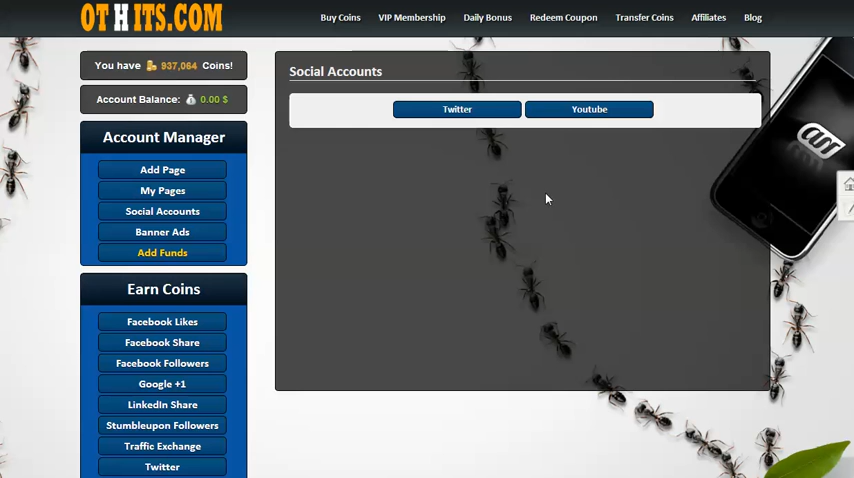 OT HITS.COM
Buy Coins VIP Membership Daily Bonus Redeem Coupon Transfer Coins Affiliates Blog
You have 937,064 Coins!
Account Balance: 0.00 $
Account Manager
Add Page
My Pages
Social Accounts
Banner Ads
Add Funds
Earn Coins
Facebook Likes
Facebook Share
Facebook Followers
Google +1
LinkedIn Share
Stumbleupon Followers
Traffic Exchange
Twitter
Social Accounts
Twitter Youtube